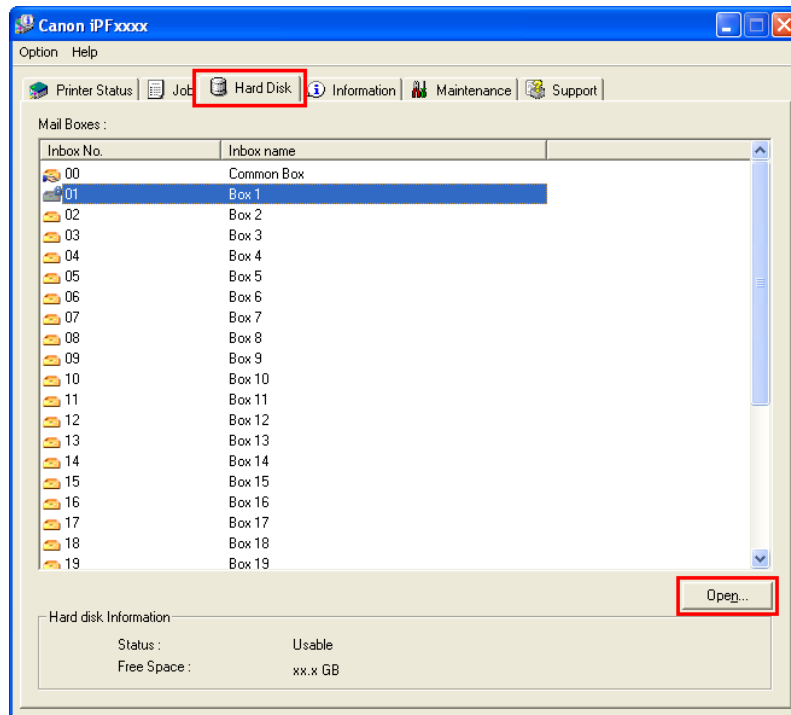 Canon iPFxxxx
Option Help
Printer Status Job Hard Disk Information Maintenance Support
Mail Boxes :
Inbox No. Inbox name
00 Common Box
01 Box 1
02 Box 2
03 Box 3
04 Box 4
05 Box 5
06 Box 6
07 Box 7
08 Box 8
09 Box 9
10 Box 10
11 Box 11
12 Box 12
13 Box 13
14 Box 14
15 Box 15
16 Box 16
17 Box 17
18 Box 18
19 Box 19
Open...
Hard disk Information
Status : Usable
Free Space : xx.x GB